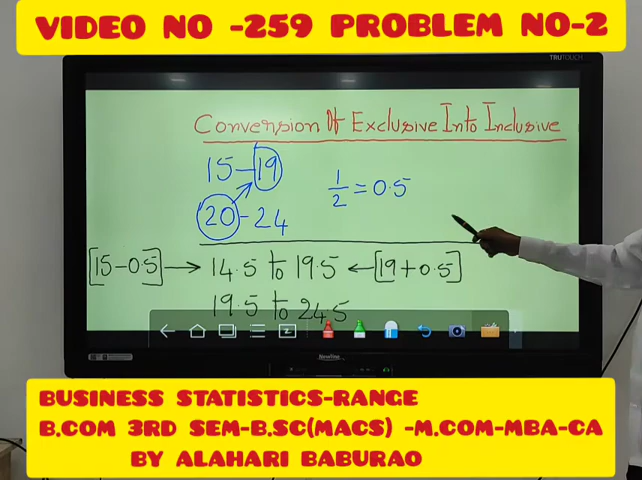 VIDEO NO -259 PROBLEM NO-2
TRUTOUCH
Conversion Of Exclusive Into Inclusive
15-19
1/2 = 0.5
20-24
[15-0.5] → 14.5 to 19.5 ← [19+0.5]
19.5 to 24.5
Newline
BUSINESS STATISTICS-RANGE
B.COM 3RD SEM-B.SC(MACS) -M.COM-MBA-CA
BY ALAHARI BABURAO